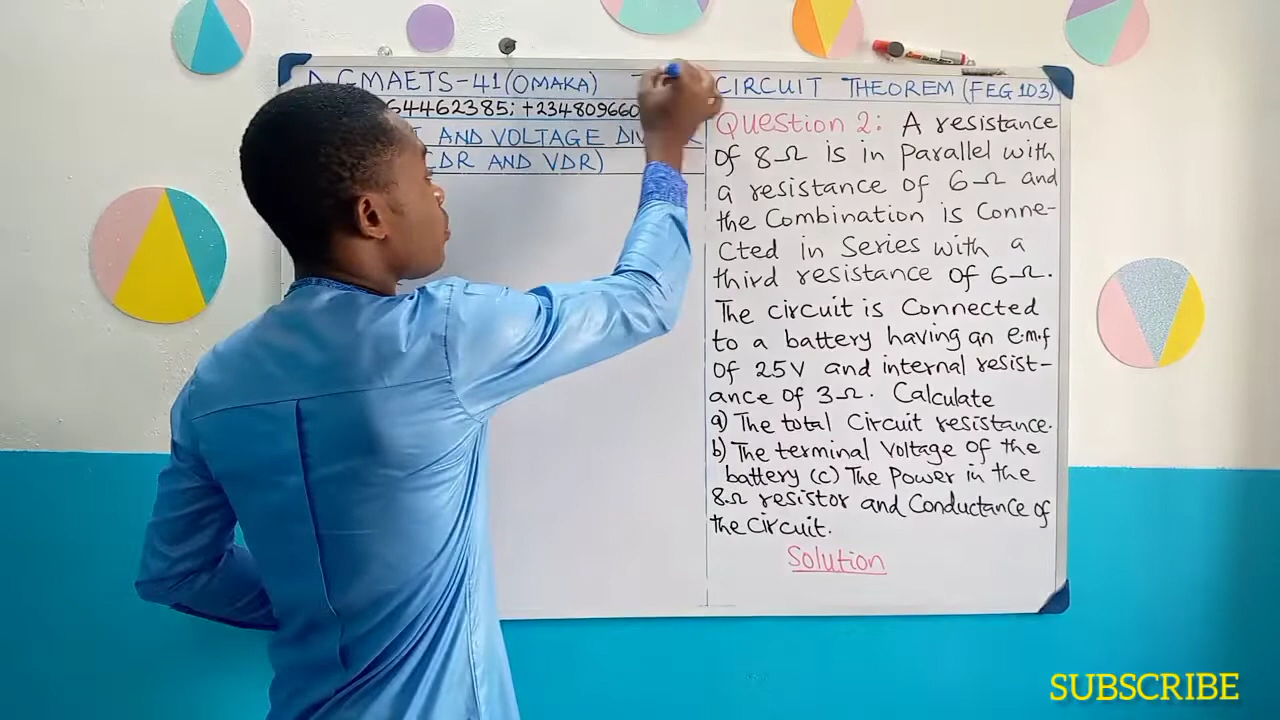 GMAETS-41(OMAKA)
CIRCUIT THEOREM (FEG 103)
64462385; +234809660
AND VOLTAGE
CDR AND VDR)
Question 2: A resistance
of 8Ω is in parallel with
a resistance of 6Ω and
the Combination is Conne-
cted in Series with a
third resistance of 6Ω.
The circuit is Connected
to a battery having an e.m.f
of 25V and internal resist-
ance of 3Ω. Calculate
a) The total Circuit resistance.
b) The terminal Voltage of the
battery (c) The Power in the
8Ω resistor and Conductance of
the Circuit.
Solution
SUBSCRIBE